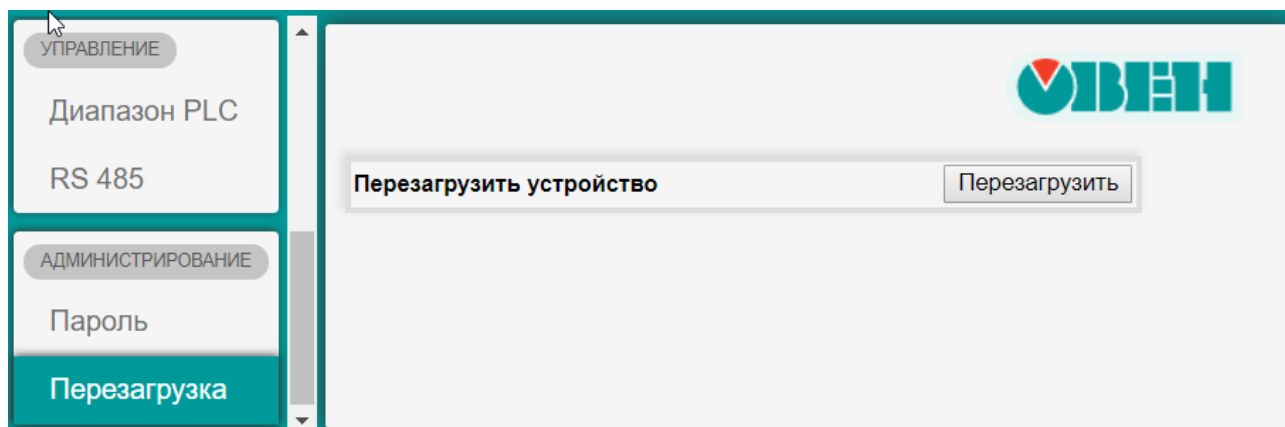 УПРАВЛЕНИЕ
Диапазон PLC
RS 485
АДМИНИСТРИРОВАНИЕ
Пароль
Перезагрузка
ОВЕН
Перезагрузить устройство
Перезагрузить